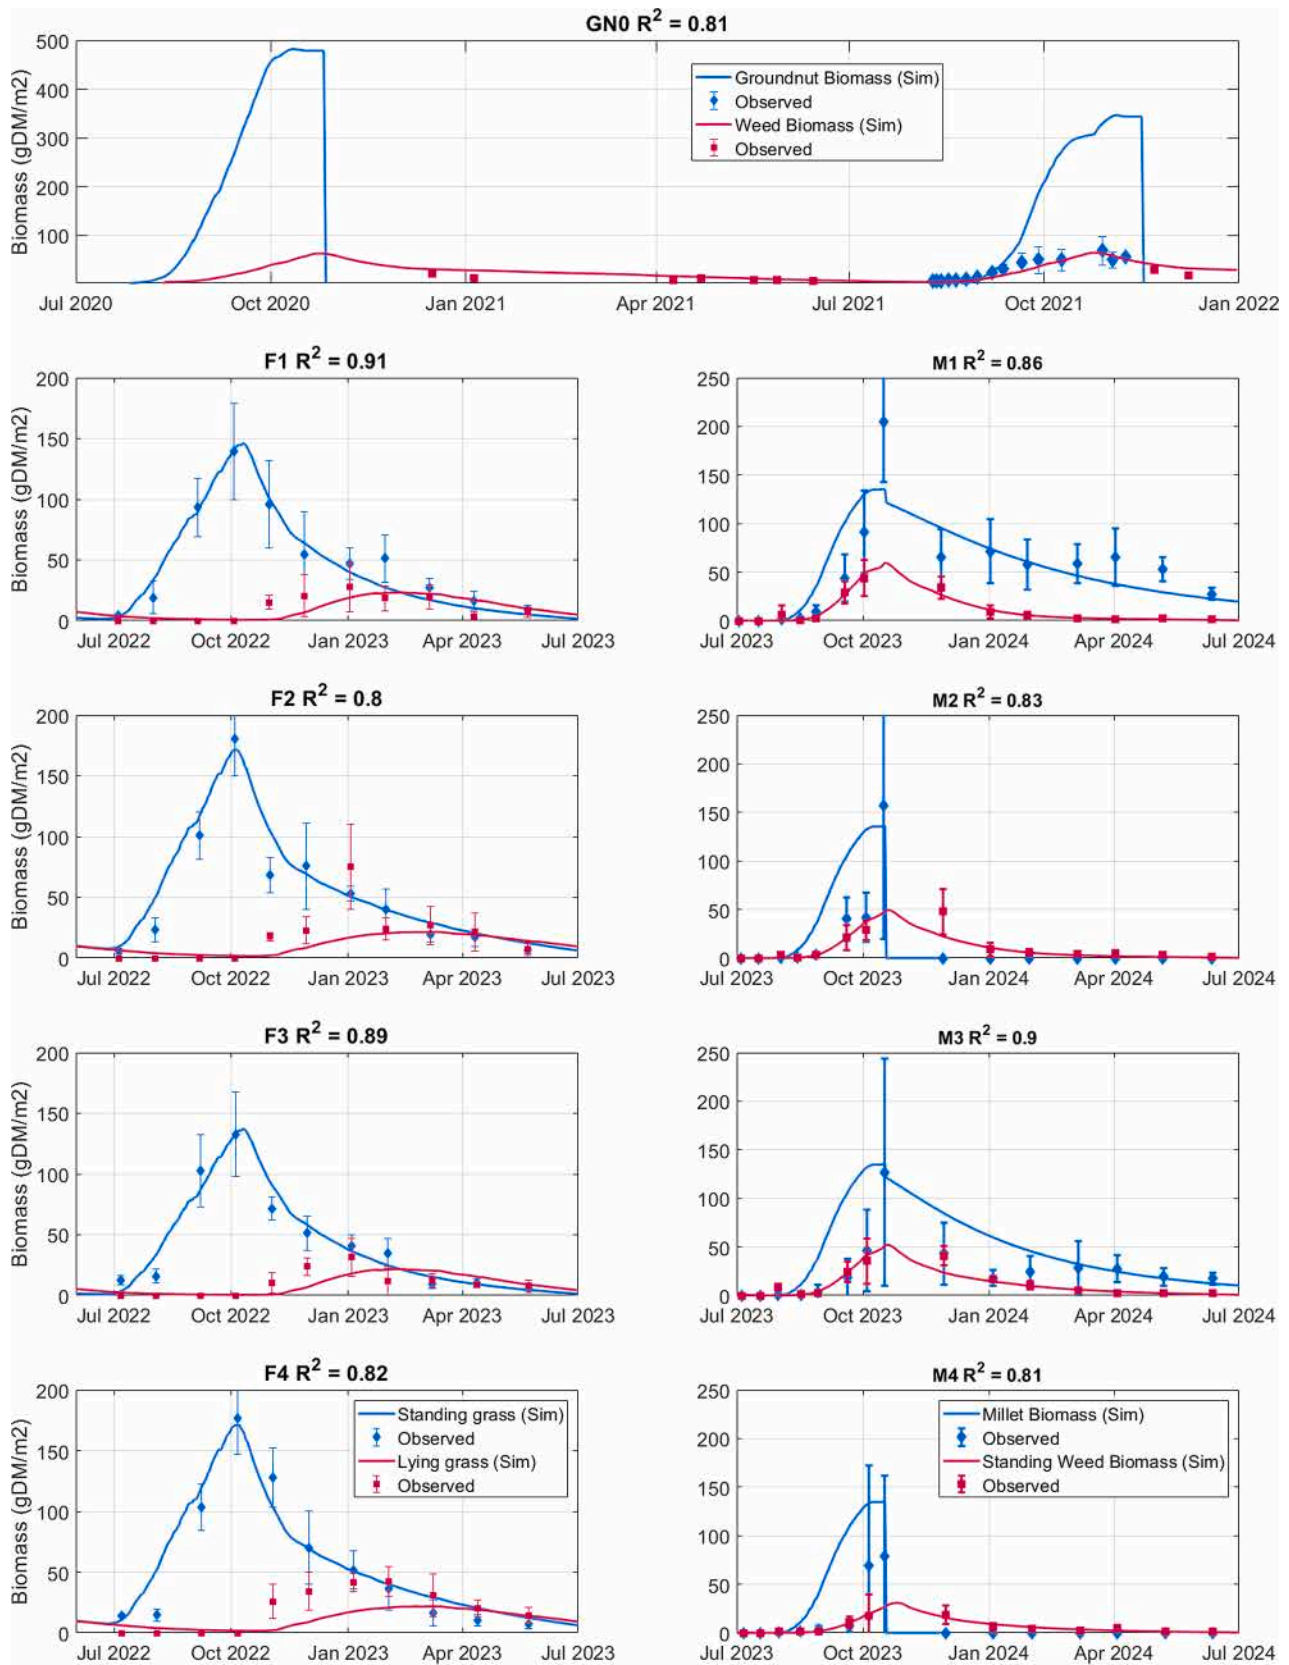 GN0 R2 = 0.81
Biomass (gDM/m2)
500
400
300
200
100
Groundnut Biomass (Sim)
Observed
Weed Biomass (Sim)
Observed
Jul 2020 Oct 2020 Jan 2021 Apr 2021 Jul 2021 Oct 2021 Jan 2022
F1 R2 = 0.91
Biomass (gDM/m2)
200
150
100
50
0
Jul 2022 Oct 2022 Jan 2023 Apr 2023 Jul 2023
M1 R2 = 0.86
250
200
150
100
50
0
Jul 2023 Oct 2023 Jan 2024 Apr 2024 Jul 2024
F2 R2 = 0.8
Biomass (gDM/m2)
200
150
100
50
0
Jul 2022 Oct 2022 Jan 2023 Apr 2023 Jul 2023
M2 R2 = 0.83
250
200
150
100
50
0
Jul 2023 Oct 2023 Jan 2024 Apr 2024 Jul 2024
F3 R2 = 0.89
Biomass (gDM/m2)
200
150
100
50
0
Jul 2022 Oct 2022 Jan 2023 Apr 2023 Jul 2023
M3 R2 = 0.9
250
200
150
100
50
0
Jul 2023 Oct 2023 Jan 2024 Apr 2024 Jul 2024
F4 R2 = 0.82
Biomass (gDM/m2)
200
150
100
50
0
Standing grass (Sim)
Observed
Lying grass (Sim)
Observed
Jul 2022 Oct 2022 Jan 2023 Apr 2023 Jul 2023
M4 R2 = 0.81
250
200
150
100
50
0
Millet Biomass (Sim)
Observed
Standing Weed Biomass (Sim)
Observed
Jul 2023 Oct 2023 Jan 2024 Apr 2024 Jul 2024